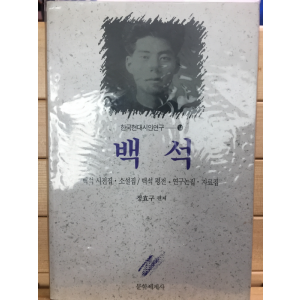 한국현대시인연구
백 석
백석 시전집·소설집/백석 평전·연구논집·자료집
정효구 편저
문학세계사